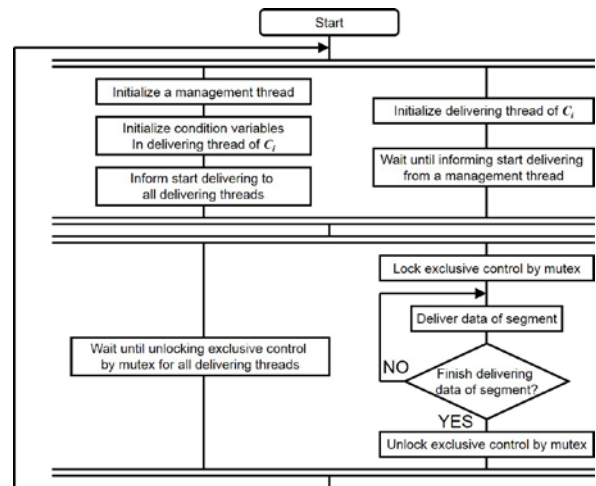 Start
Initialize a management thread
Initialize condition variables
In delivering thread of Ci
Inform start delivering to
all delivering threads
Initialize delivering thread of Ci
Wait until informing start delivering
from a management thread
Wait until unlocking exclusive control
by mutex for all delivering threads
Lock exclusive control by mutex
Deliver data of segment
NO
Finish delivering
data of segment?
YES
Unlock exclusive control by mutex